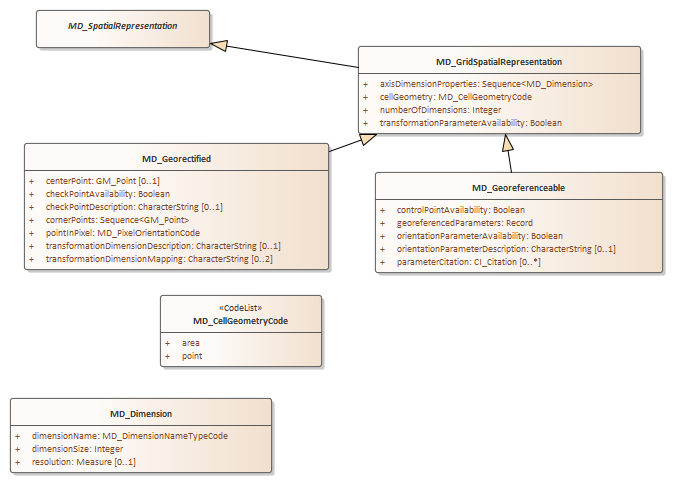 MD_SpatialRepresentation
MD_GridSpatialRepresentation
+ axisDimensionProperties: Sequence<MD_Dimension>
+ cellGeometry: MD_CellGeometryCode
+ numberOfDimensions: Integer
+ transformationParameterAvailability: Boolean
MD_Georectified
+ centerPoint: GM_Point [0..1]
+ checkPointAvailability: Boolean
+ checkPointDescription: CharacterString [0..1]
+ cornerPoints: Sequence<GM_Point>
+ pointInPixel: MD_PixelOrientationCode
+ transformationDimensionDescription: CharacterString [0..1]
+ transformationDimensionMapping: CharacterString [0..2]
MD_Georeferenceable
+ controlPointAvailability: Boolean
+ georeferencedParameters: Record
+ orientationParameterAvailability: Boolean
+ orientationParameterDescription: CharacterString [0..1]
+ parameterCitation: CI_Citation [0..*]
«CodeList»
MD_CellGeometryCode
+ area
+ point
MD_Dimension
+ dimensionName: MD_DimensionNameTypeCode
+ dimensionSize: Integer
+ resolution: Measure [0..1]